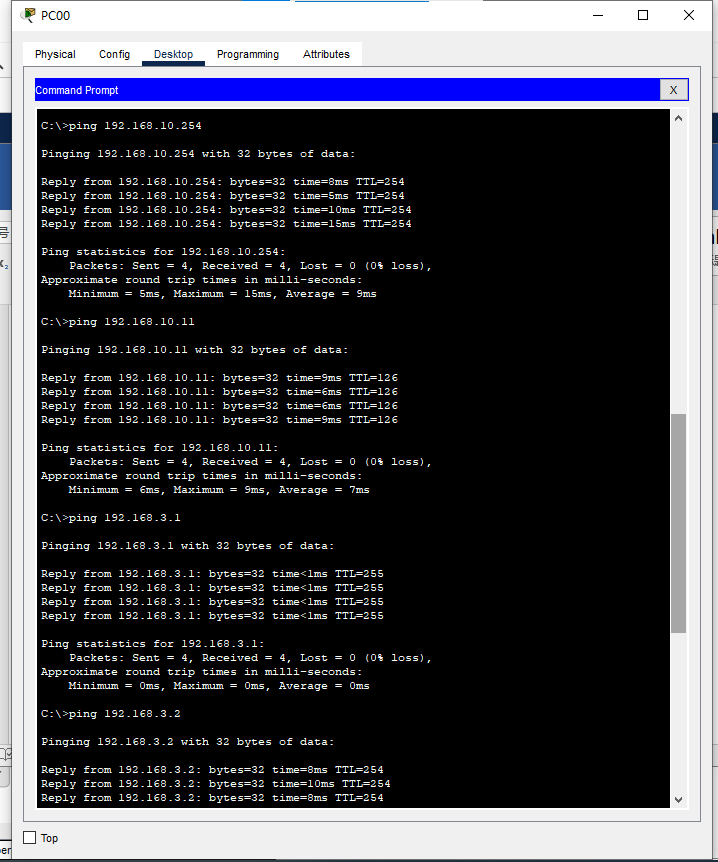 PC00
Physical Config Desktop Programming Attributes
Command Prompt
X
C:\>ping 192.168.10.254
Pinging 192.168.10.254 with 32 bytes of data:
Reply from 192.168.10.254: bytes=32 time=8ms TTL=254
Reply from 192.168.10.254: bytes=32 time=5ms TTL=254
Reply from 192.168.10.254: bytes=32 time=10ms TTL=254
Reply from 192.168.10.254: bytes=32 time=15ms TTL=254
Ping statistics for 192.168.10.254:
Packets: Sent = 4, Received = 4, Lost = 0 (0% loss),
Approximate round trip times in milli-seconds:
Minimum = 5ms, Maximum = 15ms, Average = 9ms
C:\>ping 192.168.10.11
Pinging 192.168.10.11 with 32 bytes of data:
Reply from 192.168.10.11: bytes=32 time=9ms TTL=126
Reply from 192.168.10.11: bytes=32 time=6ms TTL=126
Reply from 192.168.10.11: bytes=32 time=6ms TTL=126
Reply from 192.168.10.11: bytes=32 time=9ms TTL=126
Ping statistics for 192.168.10.11:
Packets: Sent = 4, Received = 4, Lost = 0 (0% loss),
Approximate round trip times in milli-seconds:
Minimum = 6ms, Maximum = 9ms, Average = 7ms
C:\>ping 192.168.3.1
Pinging 192.168.3.1 with 32 bytes of data:
Reply from 192.168.3.1: bytes=32 time<1ms TTL=255
Reply from 192.168.3.1: bytes=32 time<1ms TTL=255
Reply from 192.168.3.1: bytes=32 time<1ms TTL=255
Reply from 192.168.3.1: bytes=32 time<1ms TTL=255
Ping statistics for 192.168.3.1:
Packets: Sent = 4, Received = 4, Lost = 0 (0% loss),
Approximate round trip times in milli-seconds:
Minimum = 0ms, Maximum = 0ms, Average = 0ms
C:\>ping 192.168.3.2
Pinging 192.168.3.2 with 32 bytes of data:
Reply from 192.168.3.2: bytes=32 time=8ms TTL=254
Reply from 192.168.3.2: bytes=32 time=10ms TTL=254
Reply from 192.168.3.2: bytes=32 time=8ms TTL=254
Top